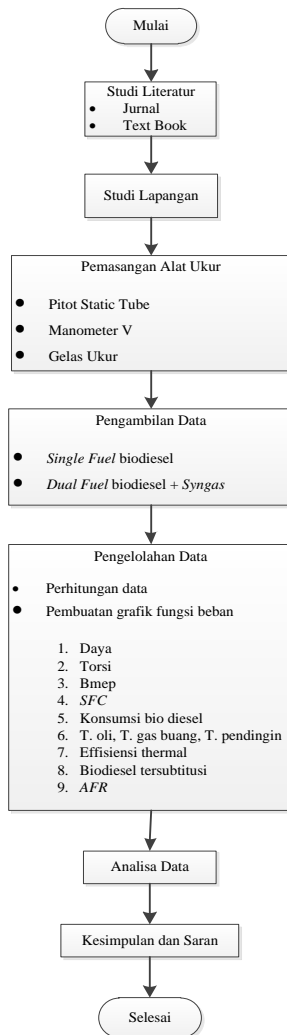 Mulai
Studi Literatur
• Jurnal
• Text Book
Studi Lapangan
Pemasangan Alat Ukur
• Pitot Static Tube
• Manometer V
• Gelas Ukur
Pengambilan Data
• Single Fuel biodiesel
• Dual Fuel biodiesel + Syngas
Pengelolahan Data
• Perhitungan data
• Pembuatan grafik fungsi beban
1. Daya
2. Torsi
3. Bmep
4. SFC
5. Konsumsi bio diesel
6. T. oli, T. gas buang, T. pendingin
7. Effisiensi thermal
8. Biodiesel tersubtitusi
9. AFR
Analisa Data
Kesimpulan dan Saran
Selesai